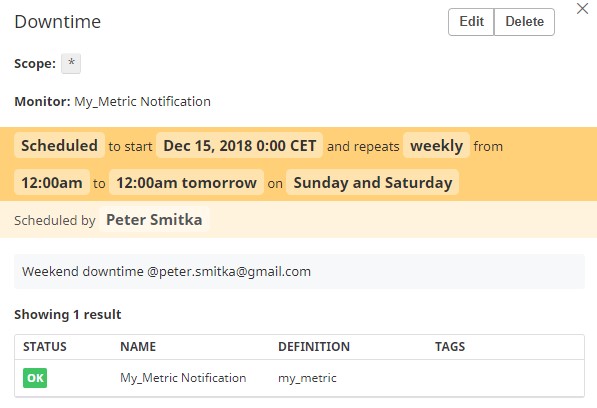 Downtime
Edit
Delete
Scope: *
Monitor: My_Metric Notification
Scheduled to start Dec 15, 2018 0:00 CET and repeats weekly from
12:00am to 12:00am tomorrow on Sunday and Saturday
Scheduled by Peter Smitka
Weekend downtime @peter.smitka@gmail.com
Showing 1 result
STATUS NAME DEFINITION TAGS
OK My_Metric Notification my_metric